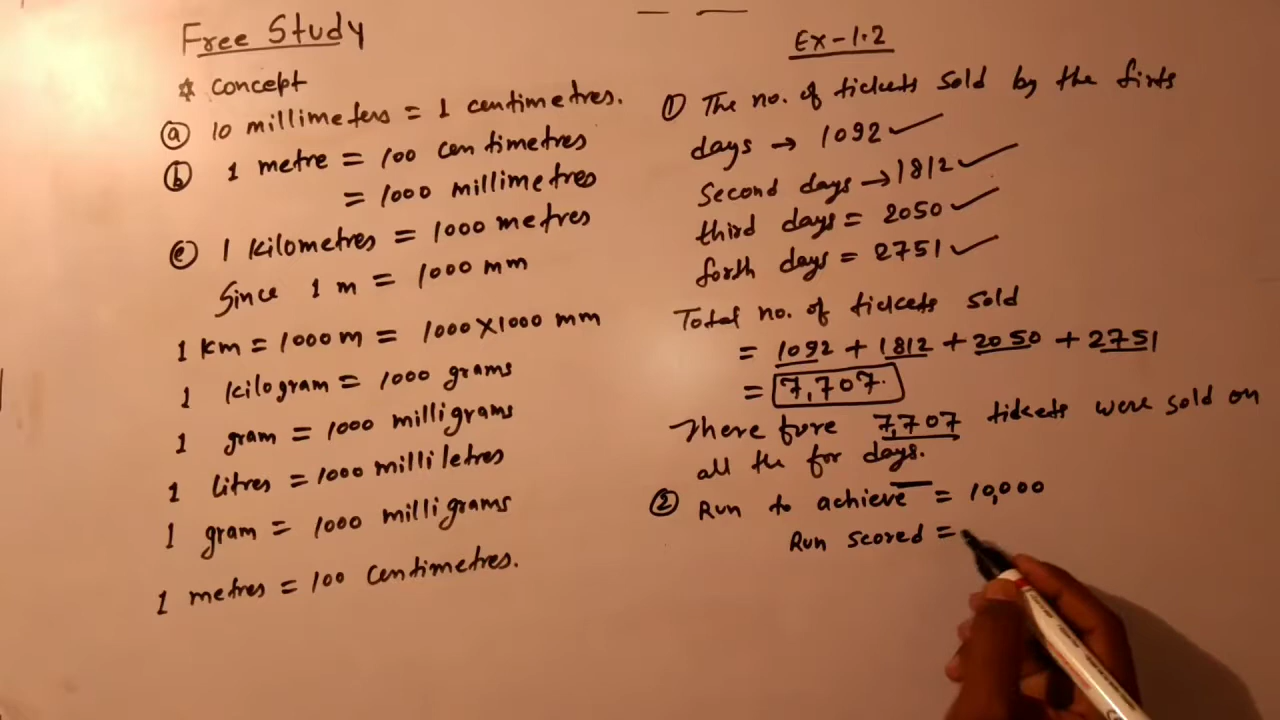 Free Study
* Concept
(a) 10 millimeters = 1 centimetres.
(b) 1 metre = 100 centimetres
= 1000 millimetres
(c) 1 kilometres = 1000 metres
Since 1 m = 1000 mm
1 km = 1000 m = 1000 X 1000 mm
1 kilogram = 1000 grams
1 gram = 1000 milligrams
1 litres = 1000 milliletres
1 gram = 1000 milligrams
1 metres = 100 centimetres.
Ex-1.2
(1) The no. of tickets sold by the firts
days → 1092 ✓
Second days → 1812 ✓
third days = 2050 ✓
forth days = 2751 ✓
Total no. of tickets sold
= 1092 + 1812 + 2050 + 2751
= 7,707.
There fore 7,707 tickets were sold on
all the for days.
(2) Run to achieve = 10,000
Run scored =